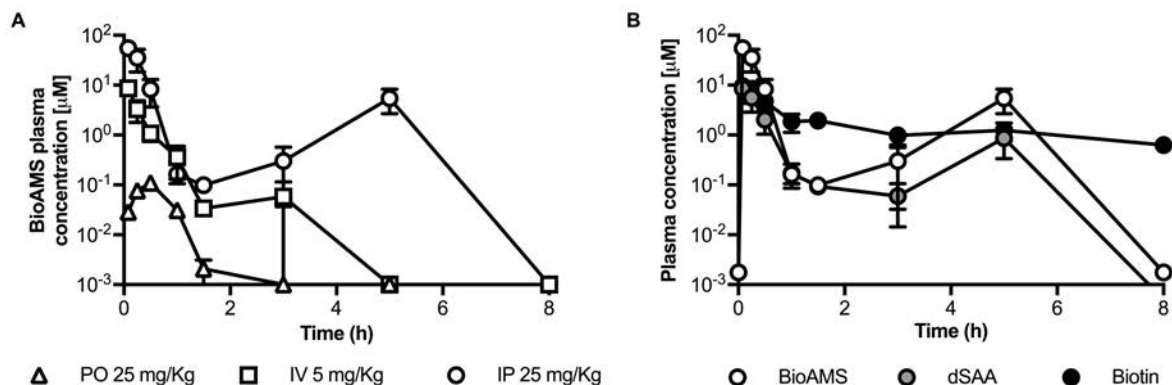 A
BioAMS plasma
concentration [µM]
10²
10¹
10⁰
10⁻¹
10⁻²
10⁻³
0
2
4
6
8
Time (h)
PO 25 mg/Kg
IV 5 mg/Kg
IP 25 mg/Kg
B
Plasma concentration [µM]
10²
10¹
10⁰
10⁻¹
10⁻²
10⁻³
0
2
4
6
8
Time (h)
BioAMS
dSAA
Biotin